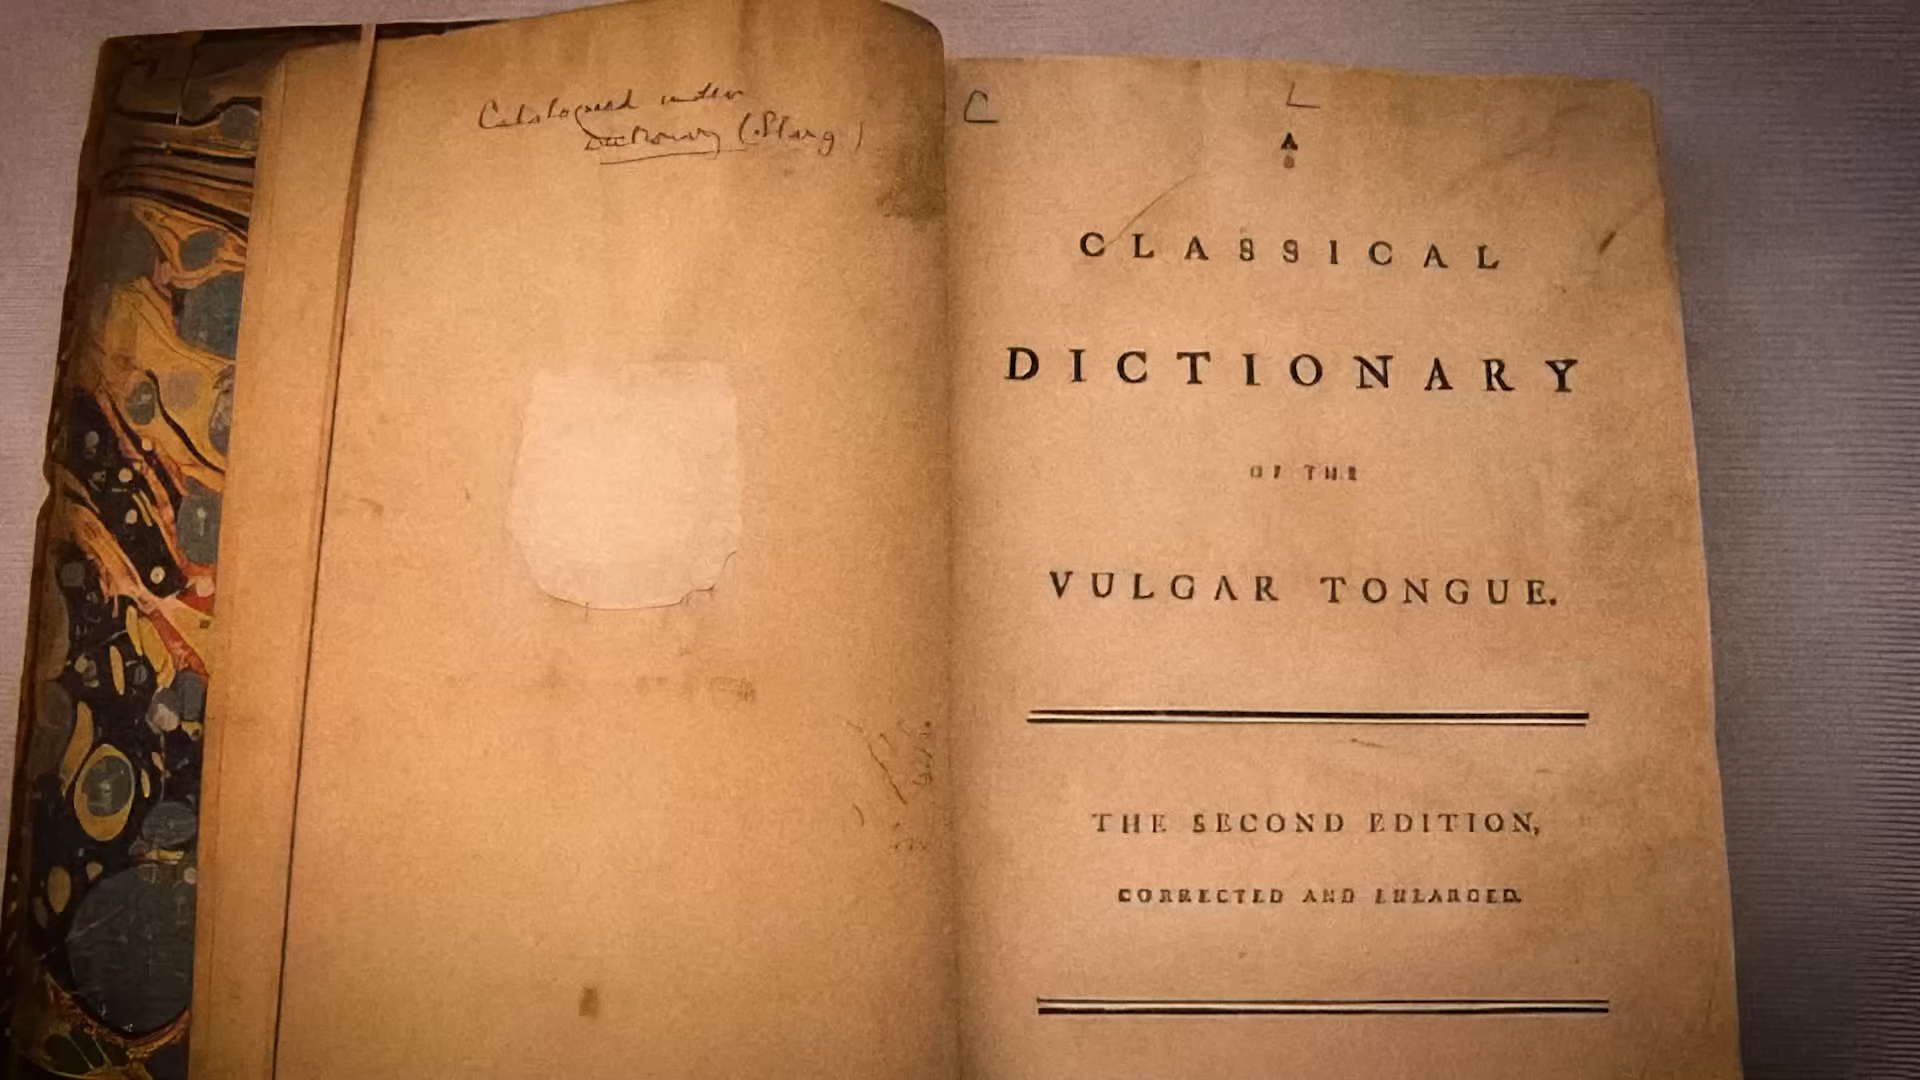 Catalogued under
Dictionary (Slang)
C
L
A
CLASSICAL
DICTIONARY
OF THE
VULGAR TONGUE.
THE SECOND EDITION,
CORRECTED AND ENLARGED.